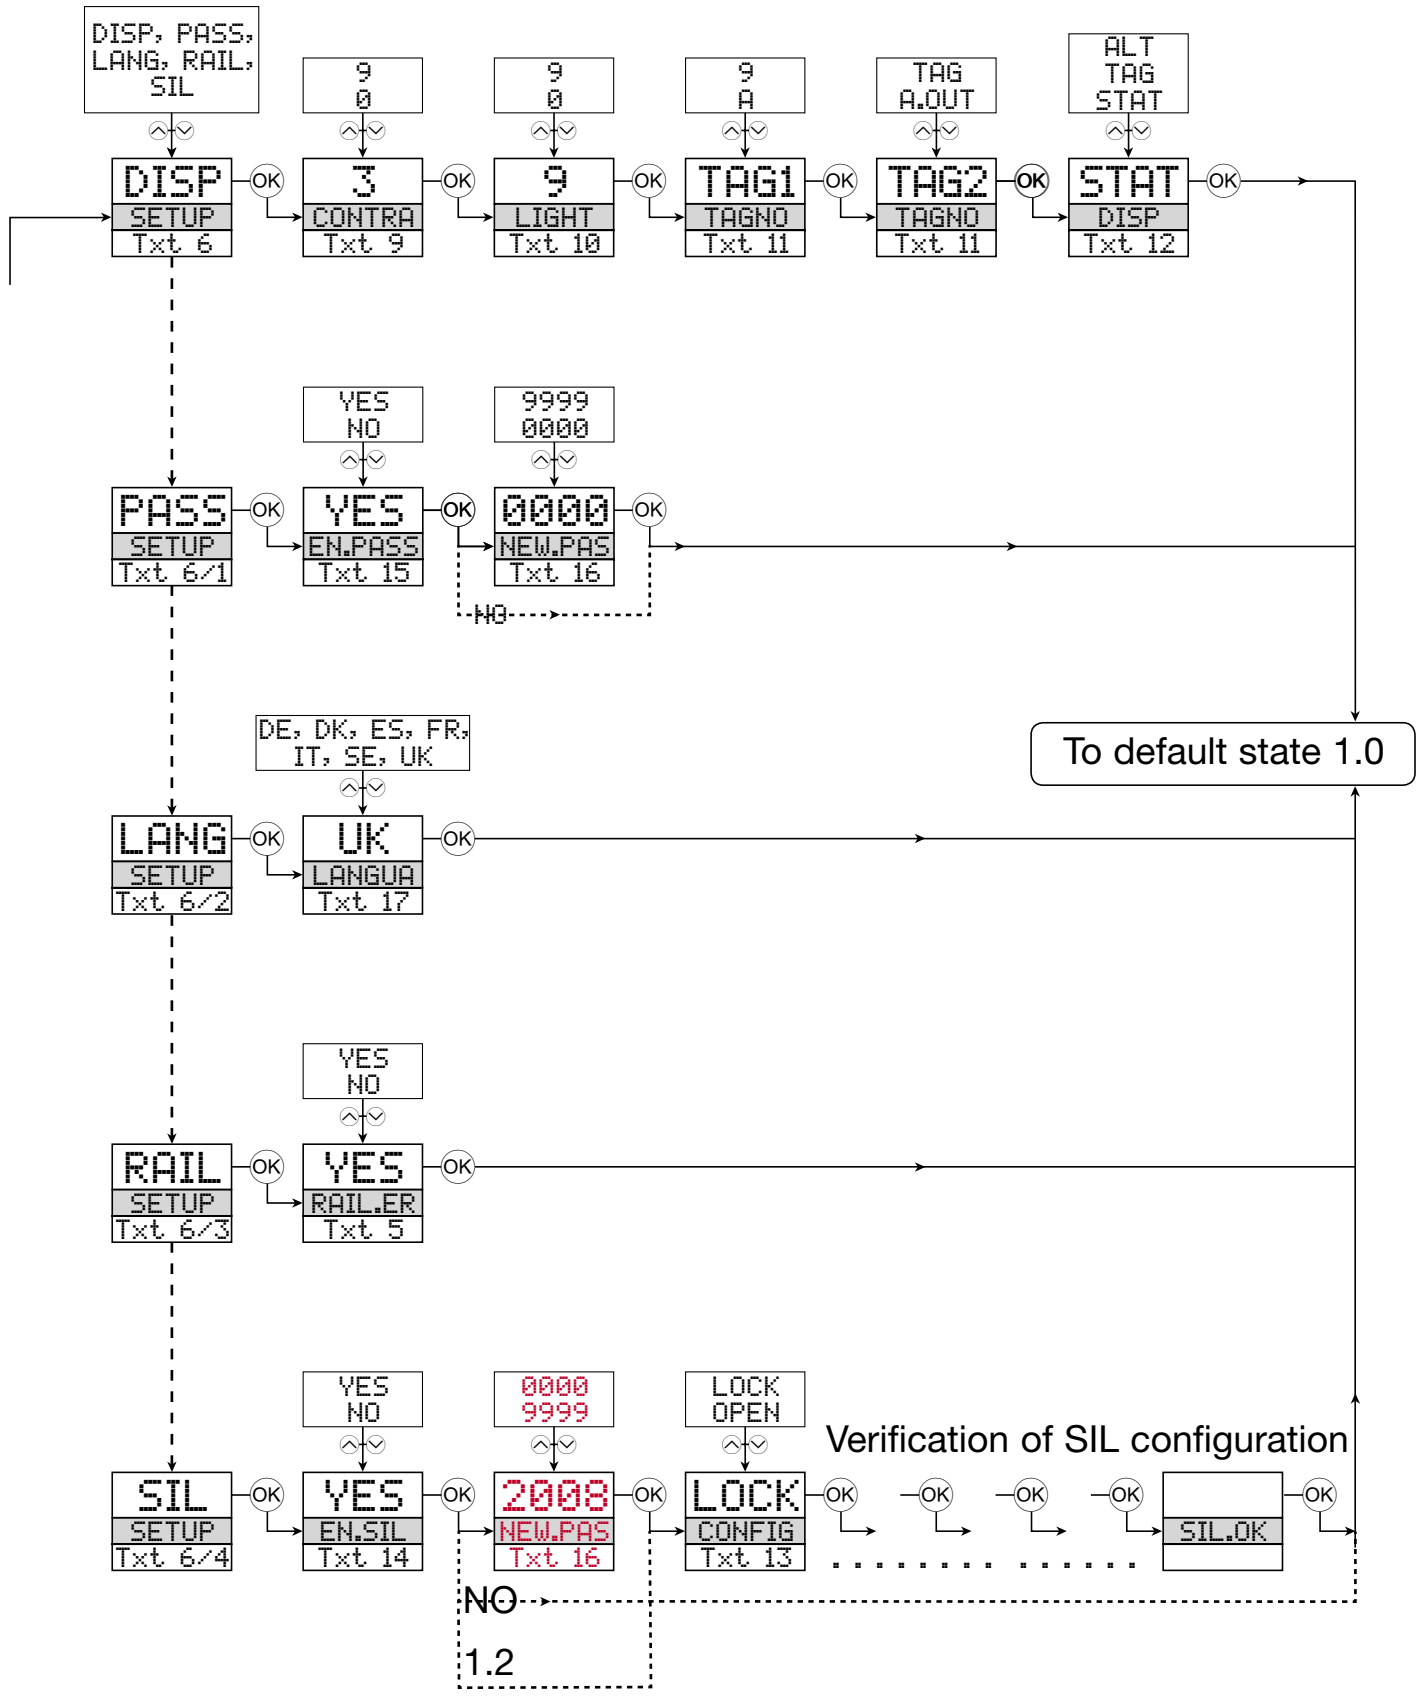 DISP, PASS,
LANG, RAIL,
SIL
9
0
9
0
9
A
TAG
A.OUT
ALT
TAG
STAT
DISP
SETUP
Txt 6
OK
3
CONTRA
Txt 9
OK
9
LIGHT
Txt 10
OK
TAG1
TAGNO
Txt 11
OK
TAG2
TAGNO
Txt 11
OK
STAT
DISP
Txt 12
OK
YES
NO
9999
0000
PASS
SETUP
Txt 6/1
OK
YES
EN.PASS
Txt 15
OK
0000
NEW.PAS
Txt 16
OK
NO
DE, DK, ES, FR,
IT, SE, UK
To default state 1.0
LANG
SETUP
Txt 6/2
OK
UK
LANGUA
Txt 17
OK
YES
NO
RAIL
SETUP
Txt 6/3
OK
YES
RAIL.ER
Txt 5
OK
YES
NO
0000
9999
LOCK
OPEN
Verification of SIL configuration
SIL
SETUP
Txt 6/4
OK
YES
EN.SIL
Txt 14
OK
2008
NEW.PAS
Txt 16
OK
LOCK
CONFIG
Txt 13
OK
OK
OK
OK
SIL.OK
OK
NO
1.2